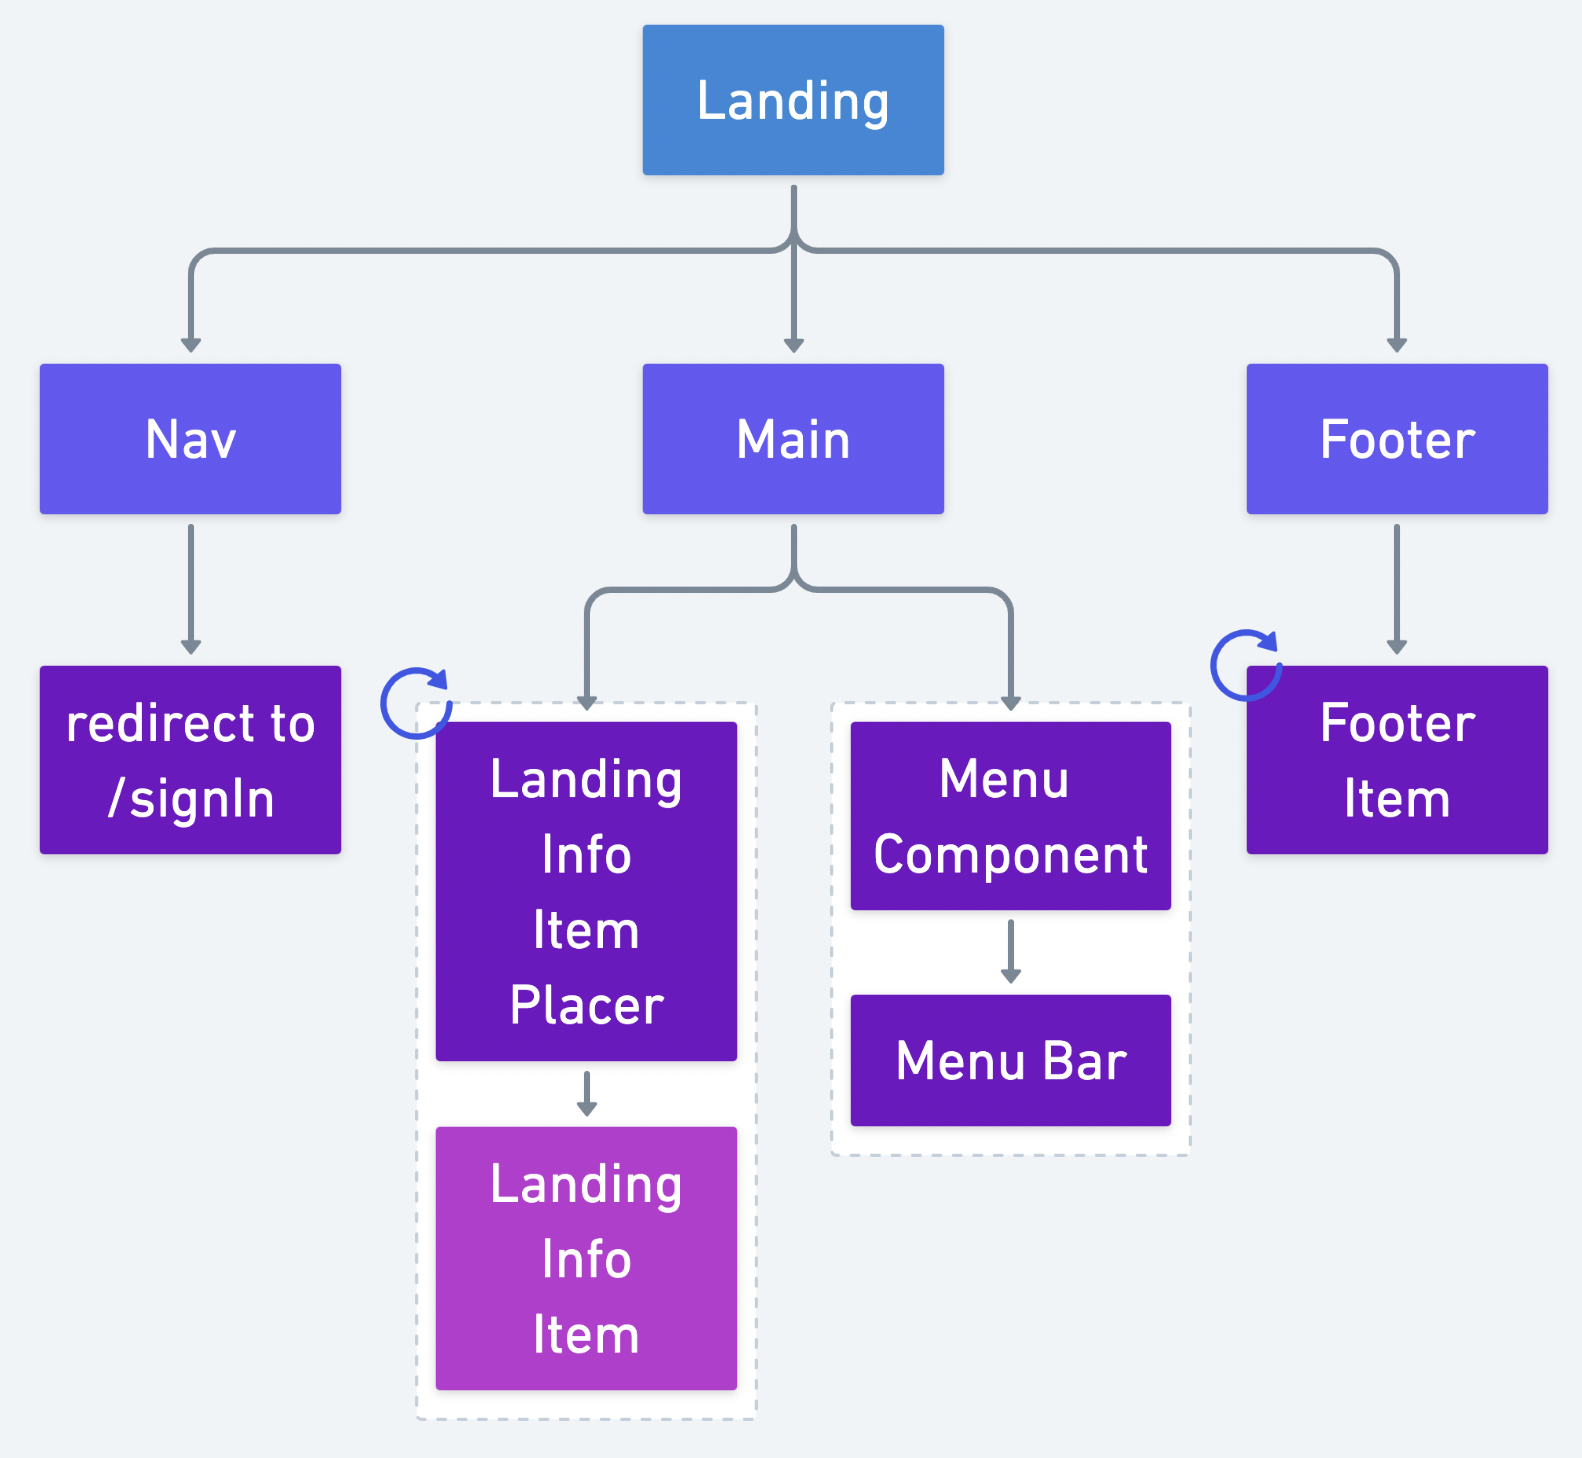 Landing
Nav
Main
Footer
redirect to
/signIn
Landing
Info
Item
Placer
Menu
Component
Footer
Item
Menu Bar
Landing
Info
Item